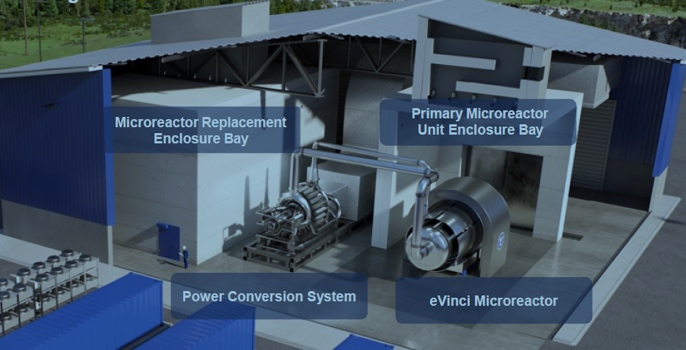 Microreactor Replacement
Enclosure Bay
Primary Microreactor
Unit Enclosure Bay
Power Conversion System
eVinci Microreactor